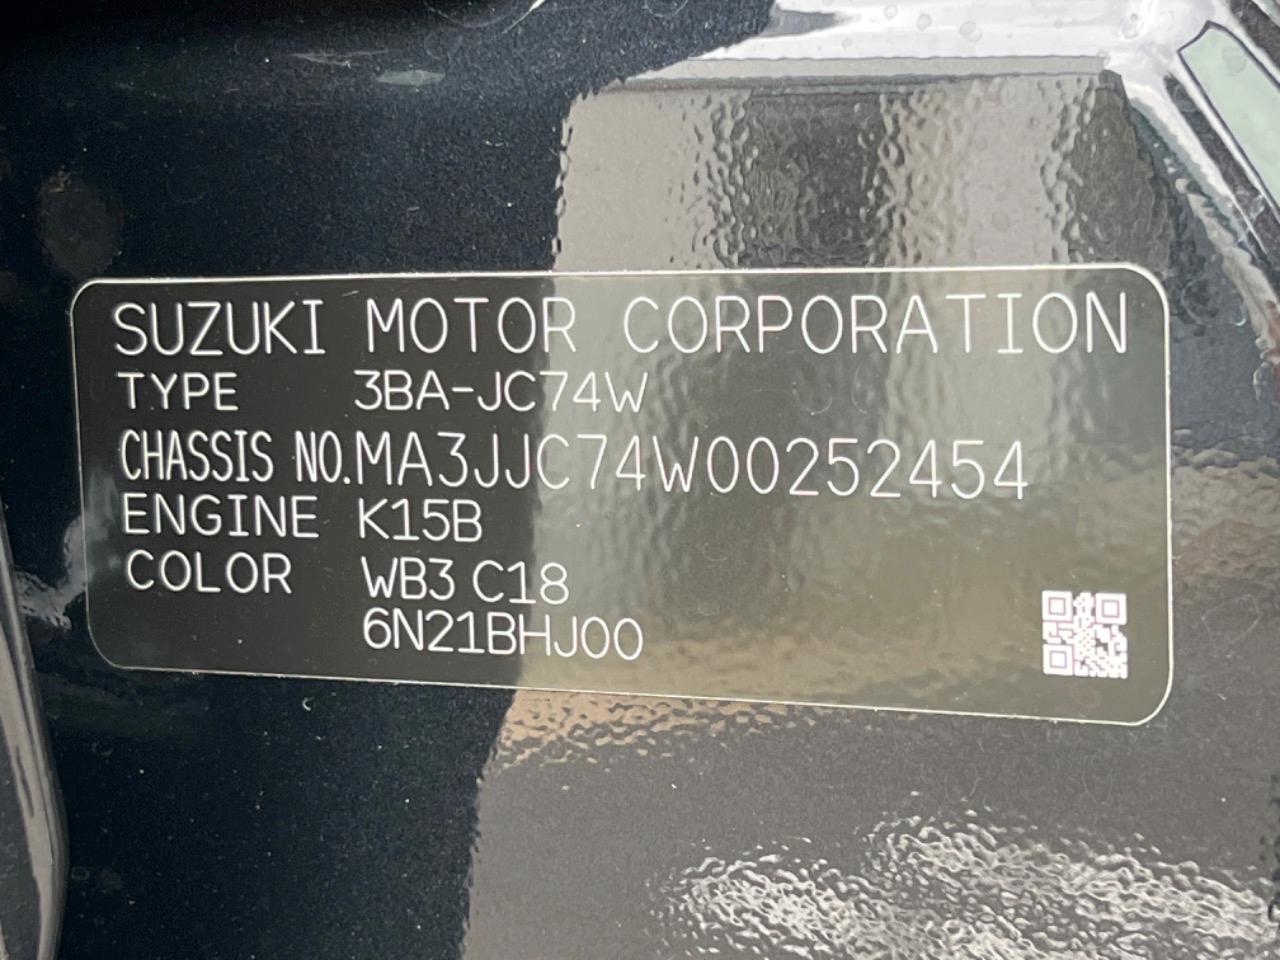 SUZUKI MOTOR CORPORATION
TYPE 3BA-JC74W
CHASSIS NO.MA3JJC74W00252454
ENGINE K15B
COLOR WB3 C18
6N21BHJ00